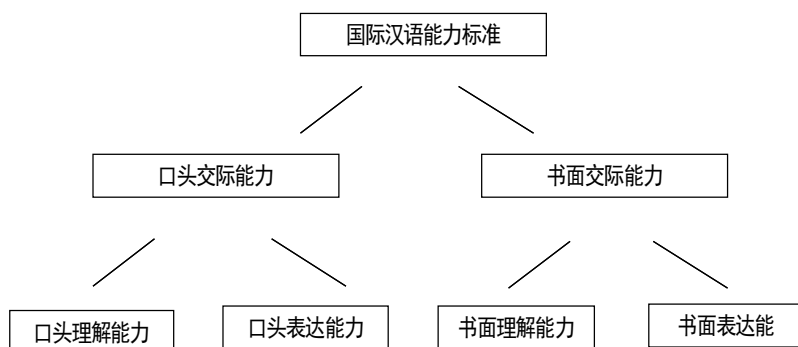 国际汉语能力标准
口头交际能力
书面交际能力
口头理解能力
口头表达能力
书面理解能力
书面表达能